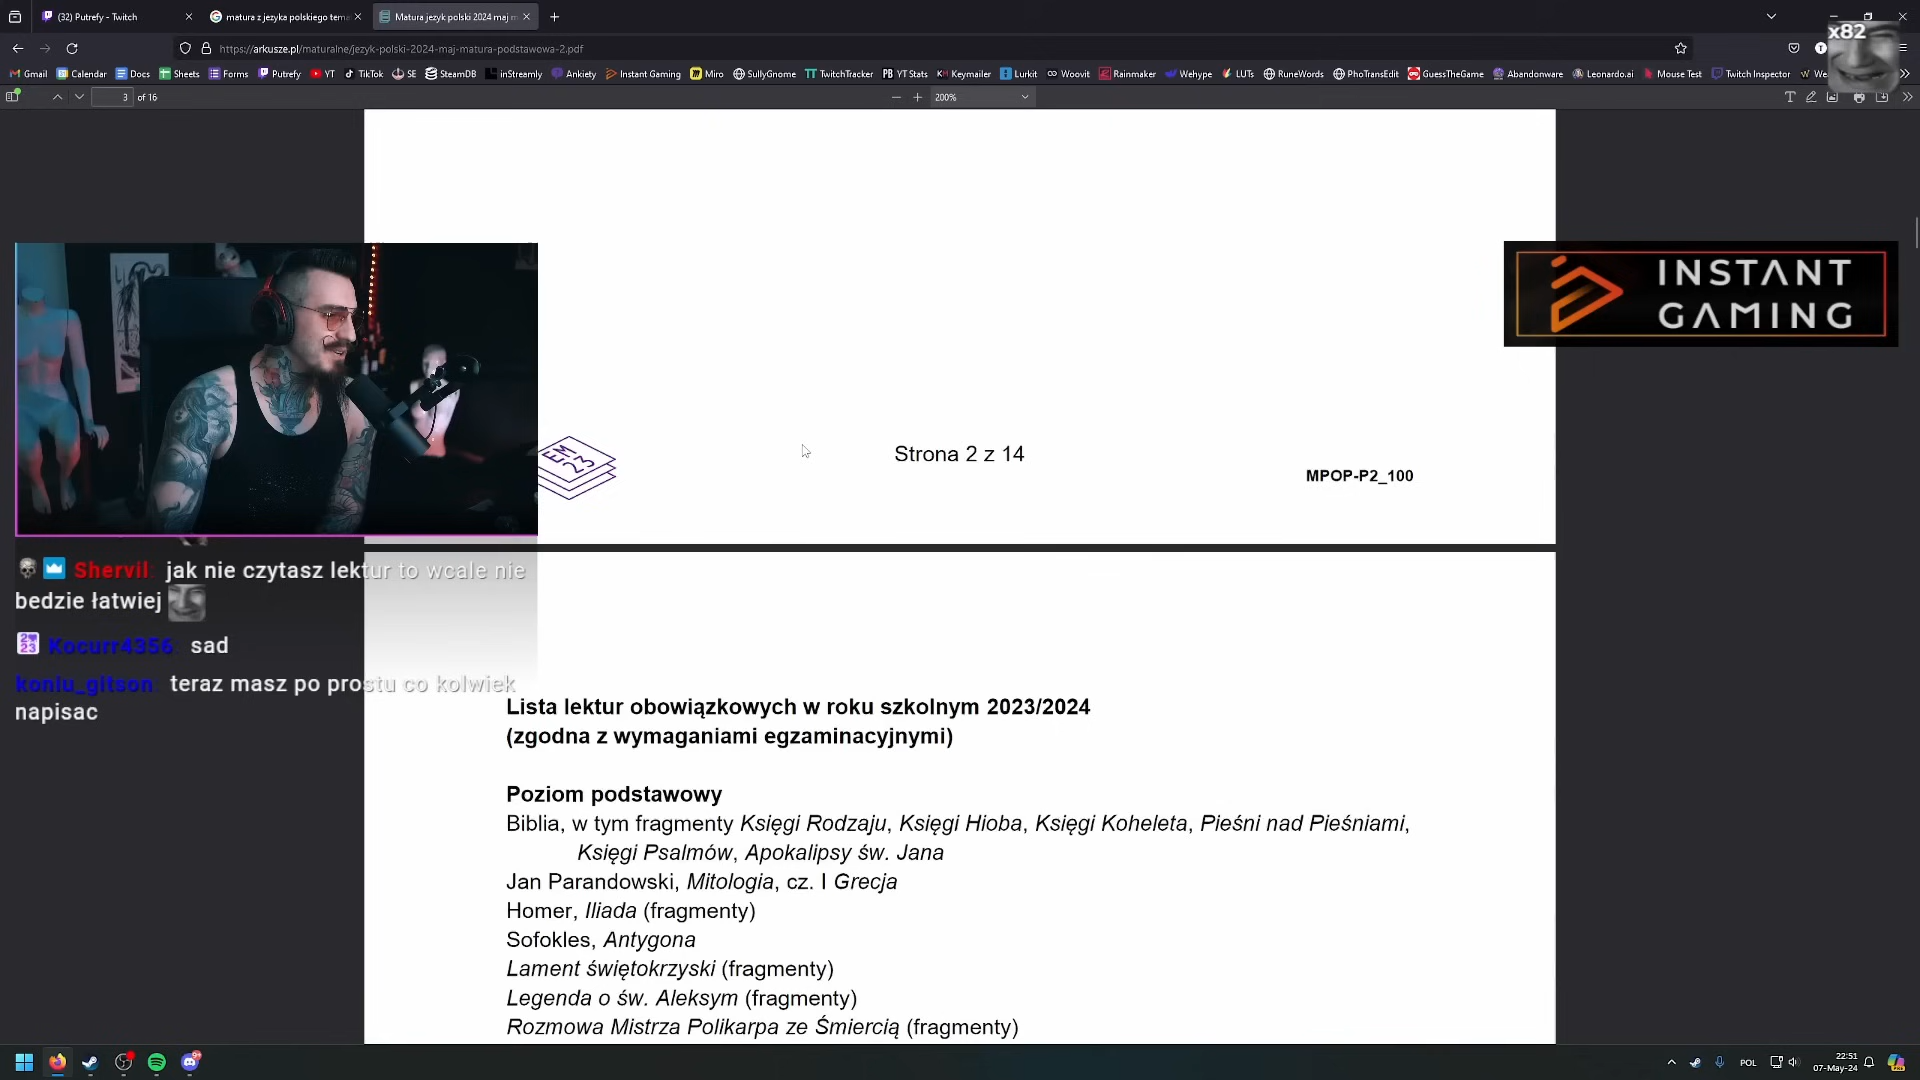 (32) Putrefy - Twitch
matura z jezyka polskiego tema
Matura język polski 2024 maj m
https://arkusze.pl/maturalne/jezyk-polski-2024-maj-matura-podstawowa-2.pdf
x82
Gmail Calendar Docs Sheets Forms Putrefy YT TikTok SE SteamDB inStreamly Ankiety Instant Gaming Miro SullyGnome TwitchTracker YT Stats Keymailer Lurkit Woovit Rainmaker Wehype LUTs RuneWords PhoTransEdit GuessTheGame Abandonware Leonardo.ai Mouse Test Twitch Inspector
3 of 16
200%
INSTANT
GAMING
EM
23
Strona 2 z 14
MPOP-P2_100
Shervil: jak nie czytasz lektur to wcale nie
bedzie łatwiej
Kocurr4356: sad
koniu_gitson: teraz masz po prostu co kolwiek
napisac
Lista lektur obowiązkowych w roku szkolnym 2023/2024
(zgodna z wymaganiami egzaminacyjnymi)
Poziom podstawowy
Biblia, w tym fragmenty Księgi Rodzaju, Księgi Hioba, Księgi Koheleta, Pieśni nad Pieśniami,
Księgi Psalmów, Apokalipsy św. Jana
Jan Parandowski, Mitologia, cz. I Grecja
Homer, Iliada (fragmenty)
Sofokles, Antygona
Lament świętokrzyski (fragmenty)
Legenda o św. Aleksym (fragmenty)
Rozmowa Mistrza Polikarpa ze Śmiercią (fragmenty)
POL
22:51
07-May-24